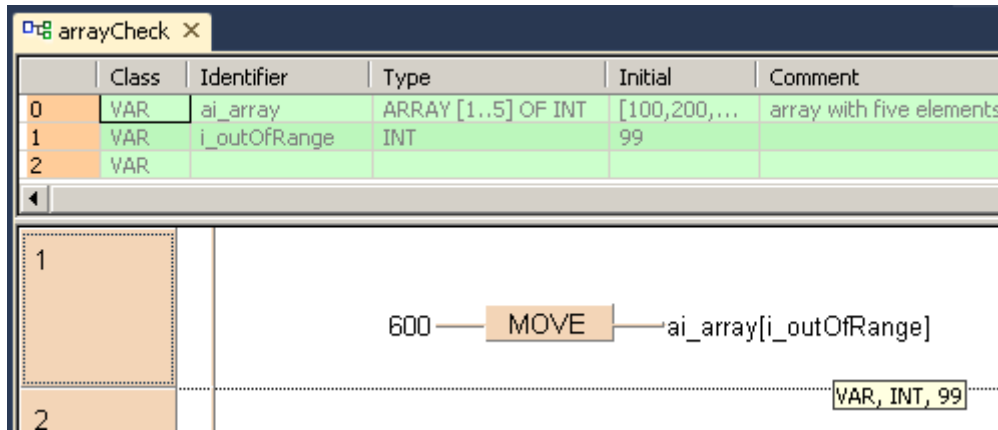 arrayCheck
Class Identifier Type Initial Comment
0 VAR ai_array ARRAY [1..5] OF INT [100,200,... array with five elements
1 VAR i_outOfRange INT 99
2 VAR
1
600 MOVE ai_array[i_outOfRange]
VAR, INT, 99
2